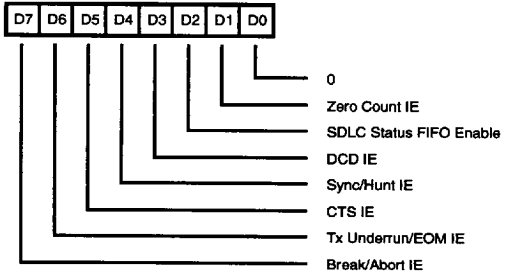 D7 D6 D5 D4 D3 D2 D1 D0
0
Zero Count IE
SDLC Status FIFO Enable
DCD IE
Sync/Hunt IE
CTS IE
Tx Underrun/EOM IE
Break/Abort IE